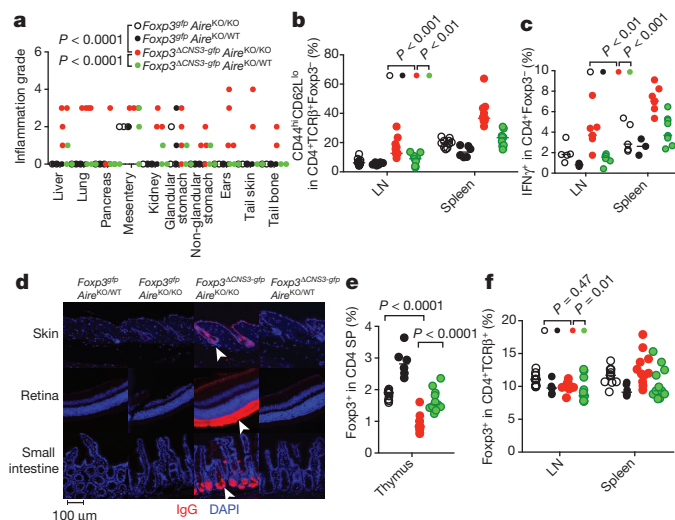 a
Foxp3gfp AireKO/KO
Foxp3gfp AireKO/WT
Foxp3ΔCNS3-gfp AireKO/KO
Foxp3ΔCNS3-gfp AireKO/WT
P < 0.0001
P < 0.0001
Inflammation grade
6
4
2
0
Liver
Lung
Pancreas
Mesentery
Kidney
Glandular stomach
Non-glandular stomach
Ears
Tail skin
Tail bone
b
P < 0.001
P < 0.01
CD44hiCD62Llo
in CD4+TCRβ+Foxp3− (%)
80
60
40
20
0
LN
Spleen
c
P < 0.01
P < 0.001
IFNγ+ in CD4+Foxp3− (%)
10
8
6
4
2
0
LN
Spleen
d
Foxp3gfp
AireKO/WT
Foxp3gfp
AireKO/KO
Foxp3ΔCNS3-gfp
AireKO/KO
Foxp3ΔCNS3-gfp
AireKO/WT
Skin
Retina
Small
intestine
100 μm
IgG
DAPI
e
P < 0.0001
P < 0.0001
Foxp3+ in CD4 SP (%)
4
3
2
1
0
Thymus
f
P = 0.47
P = 0.01
Foxp3+ in CD4+TCRβ+ (%)
20
15
10
5
0
LN
Spleen